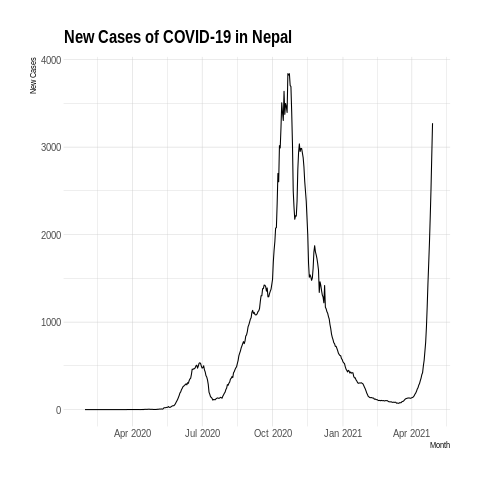 New Cases of COVID-19 in Nepal
New Cases
4000
3000
2000
1000
0
Apr 2020 Jul 2020 Oct 2020 Jan 2021 Apr 2021
Month